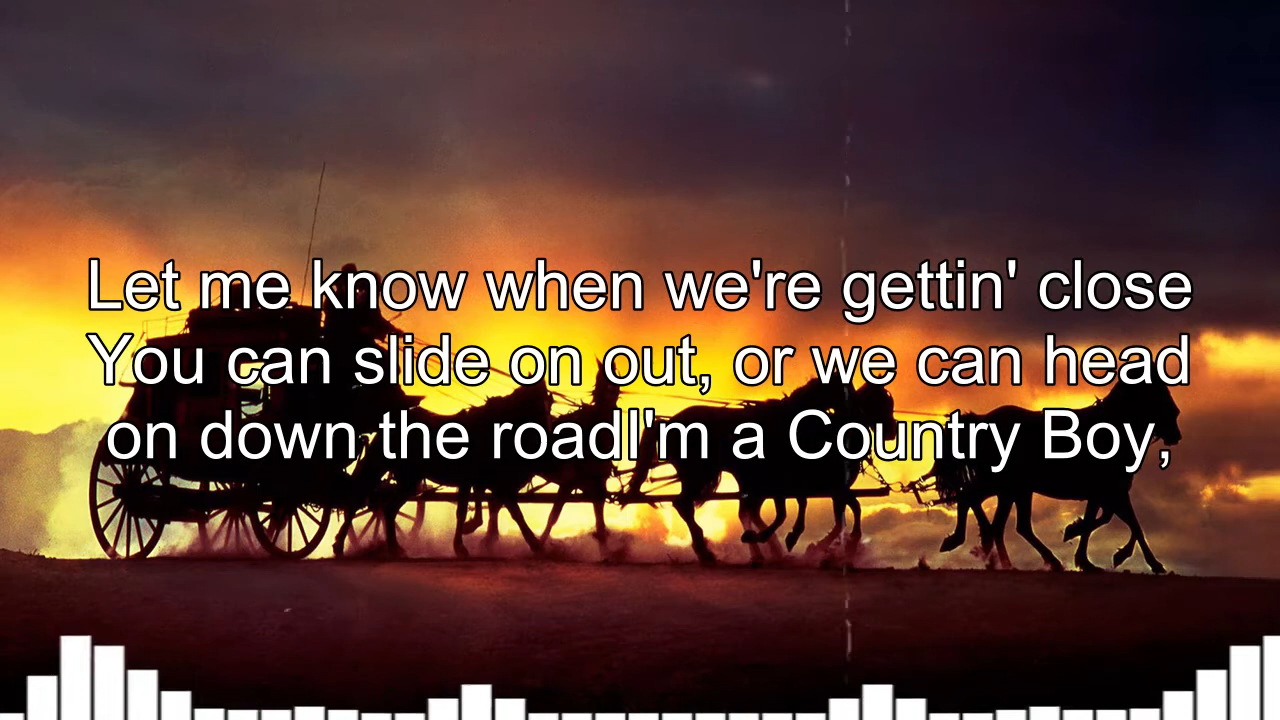 Let me know when we're gettin' close
You can slide on out, or we can head
on down the roadI'm a Country Boy,